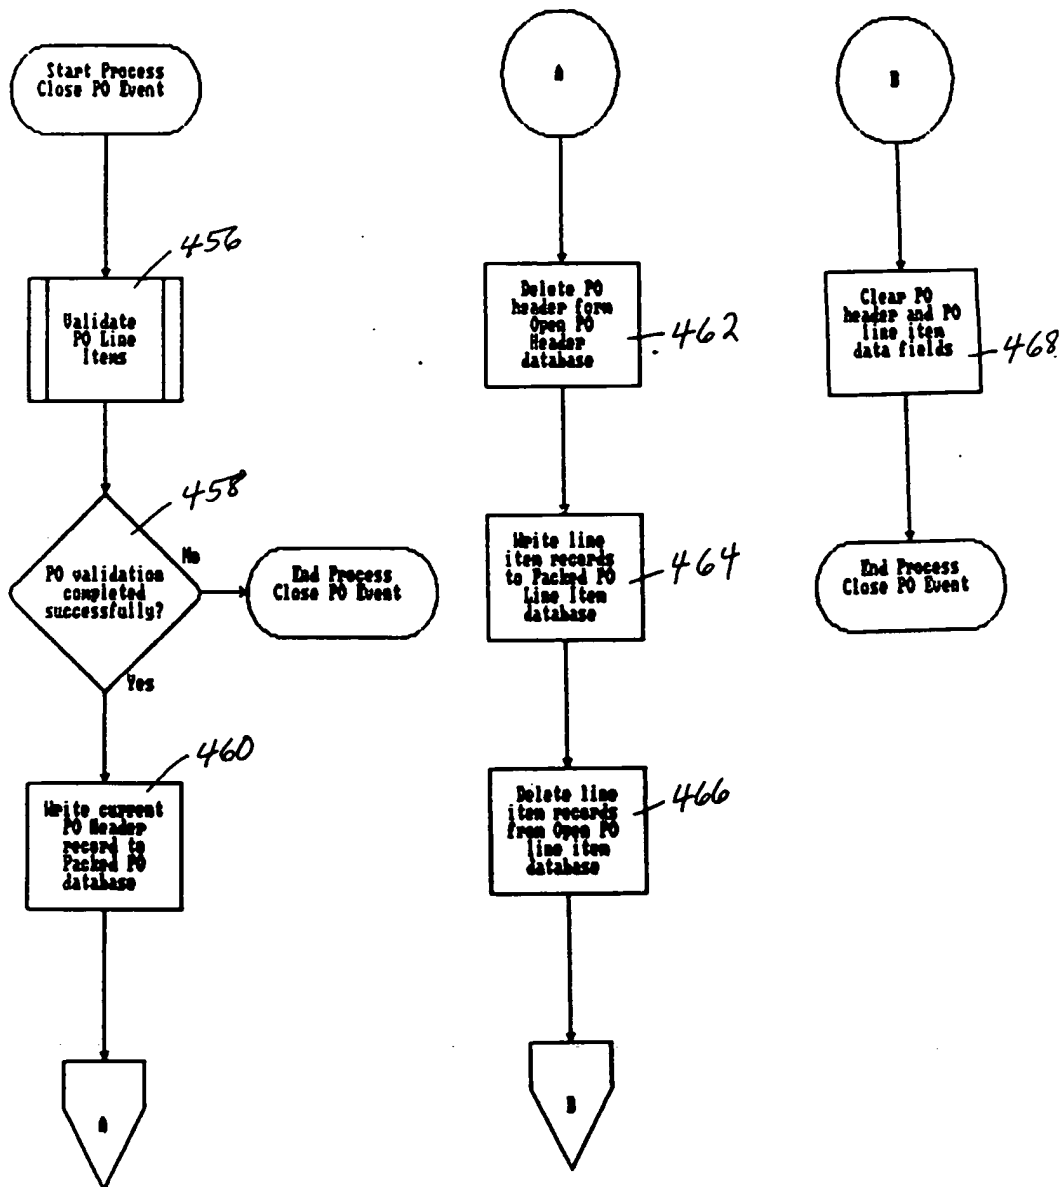 Start Process
Close PO Event
456
Validate
PO Line
Items
458
PO validation
completed
successfully?
No
End Process
Close PO Event
Yes
460
Write current
PO Header
record to
Packed PO
database
A
A
Delete PO
header form
Open PO
Header
database
462
Write line
item records
to Packed PO
Line Item
database
464
Delete line
item records
from Open PO
line item
database
466
B
B
Clear PO
header and PO
line item
data fields
468
End Process
Close PO Event